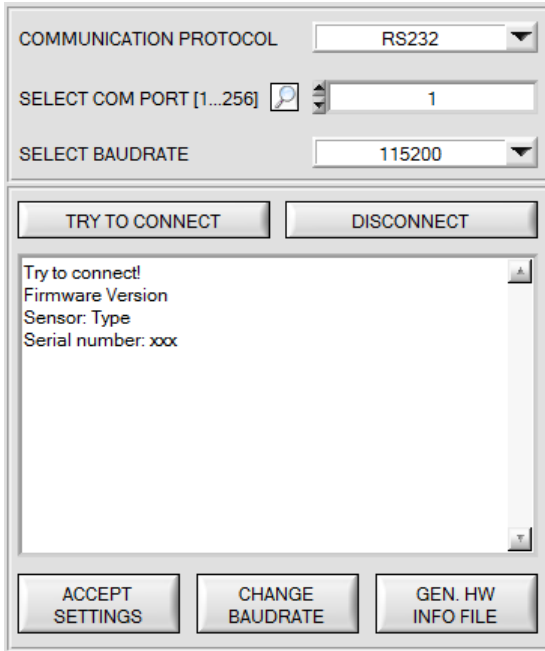 COMMUNICATION PROTOCOL RS232
SELECT COM PORT [1...256] 1
SELECT BAUDRATE 115200
TRY TO CONNECT DISCONNECT
Try to connect!
Firmware Version
Sensor: Type
Serial number: xxx
ACCEPT
SETTINGS
CHANGE
BAUDRATE
GEN. HW
INFO FILE